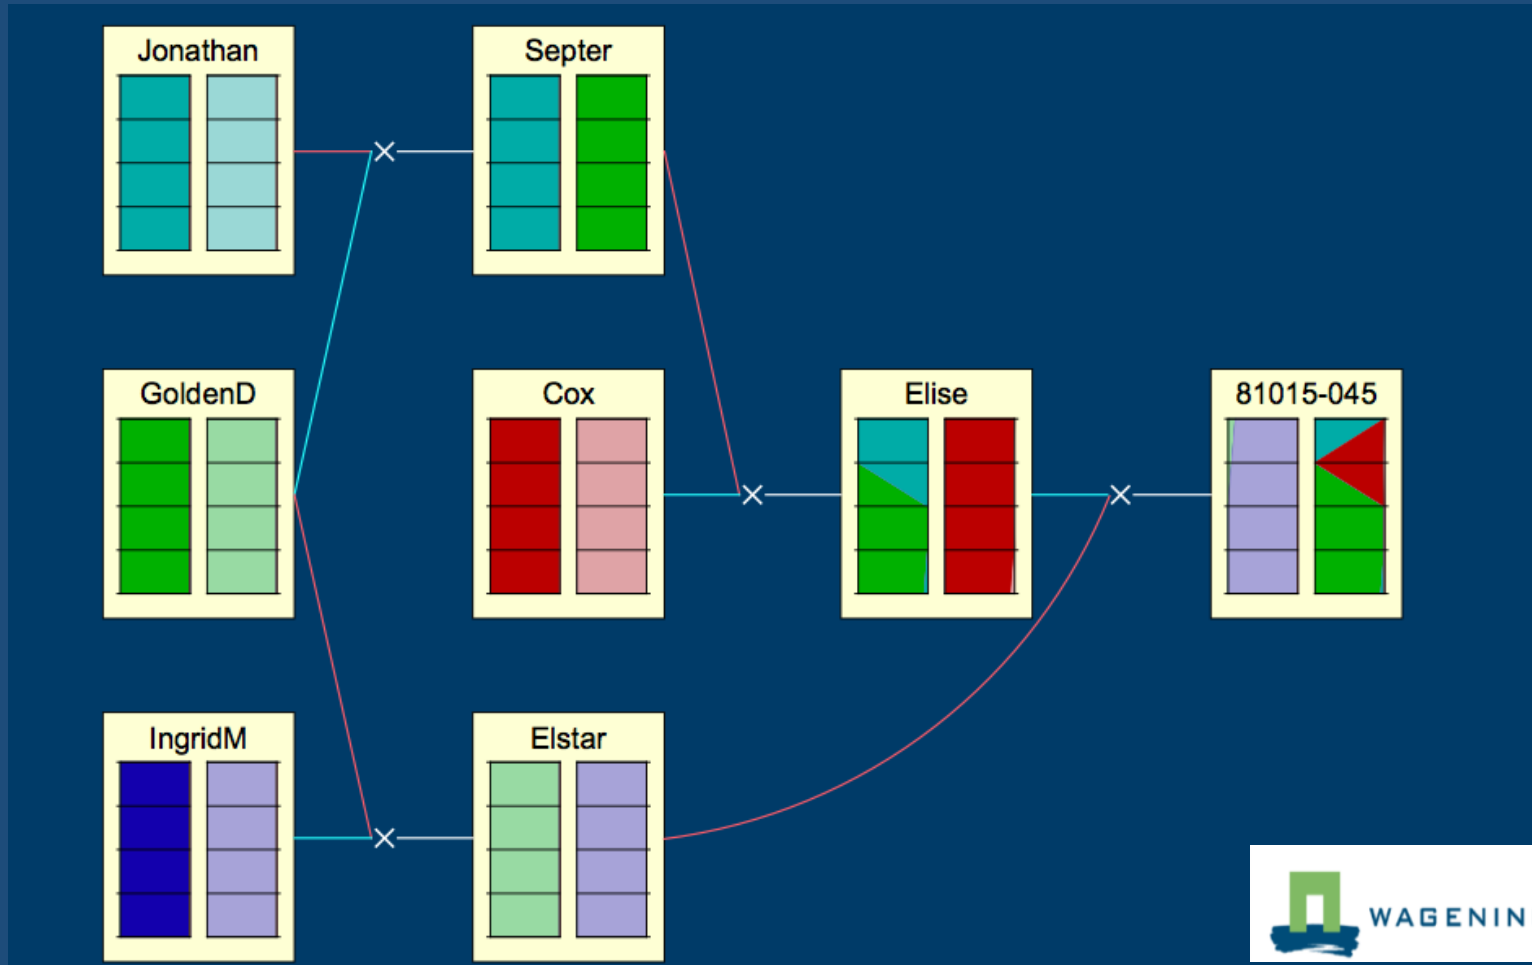 Jonathan
Septer
GoldenD
Cox
Elise
81015-045
IngridM
Elstar
WAGENIN